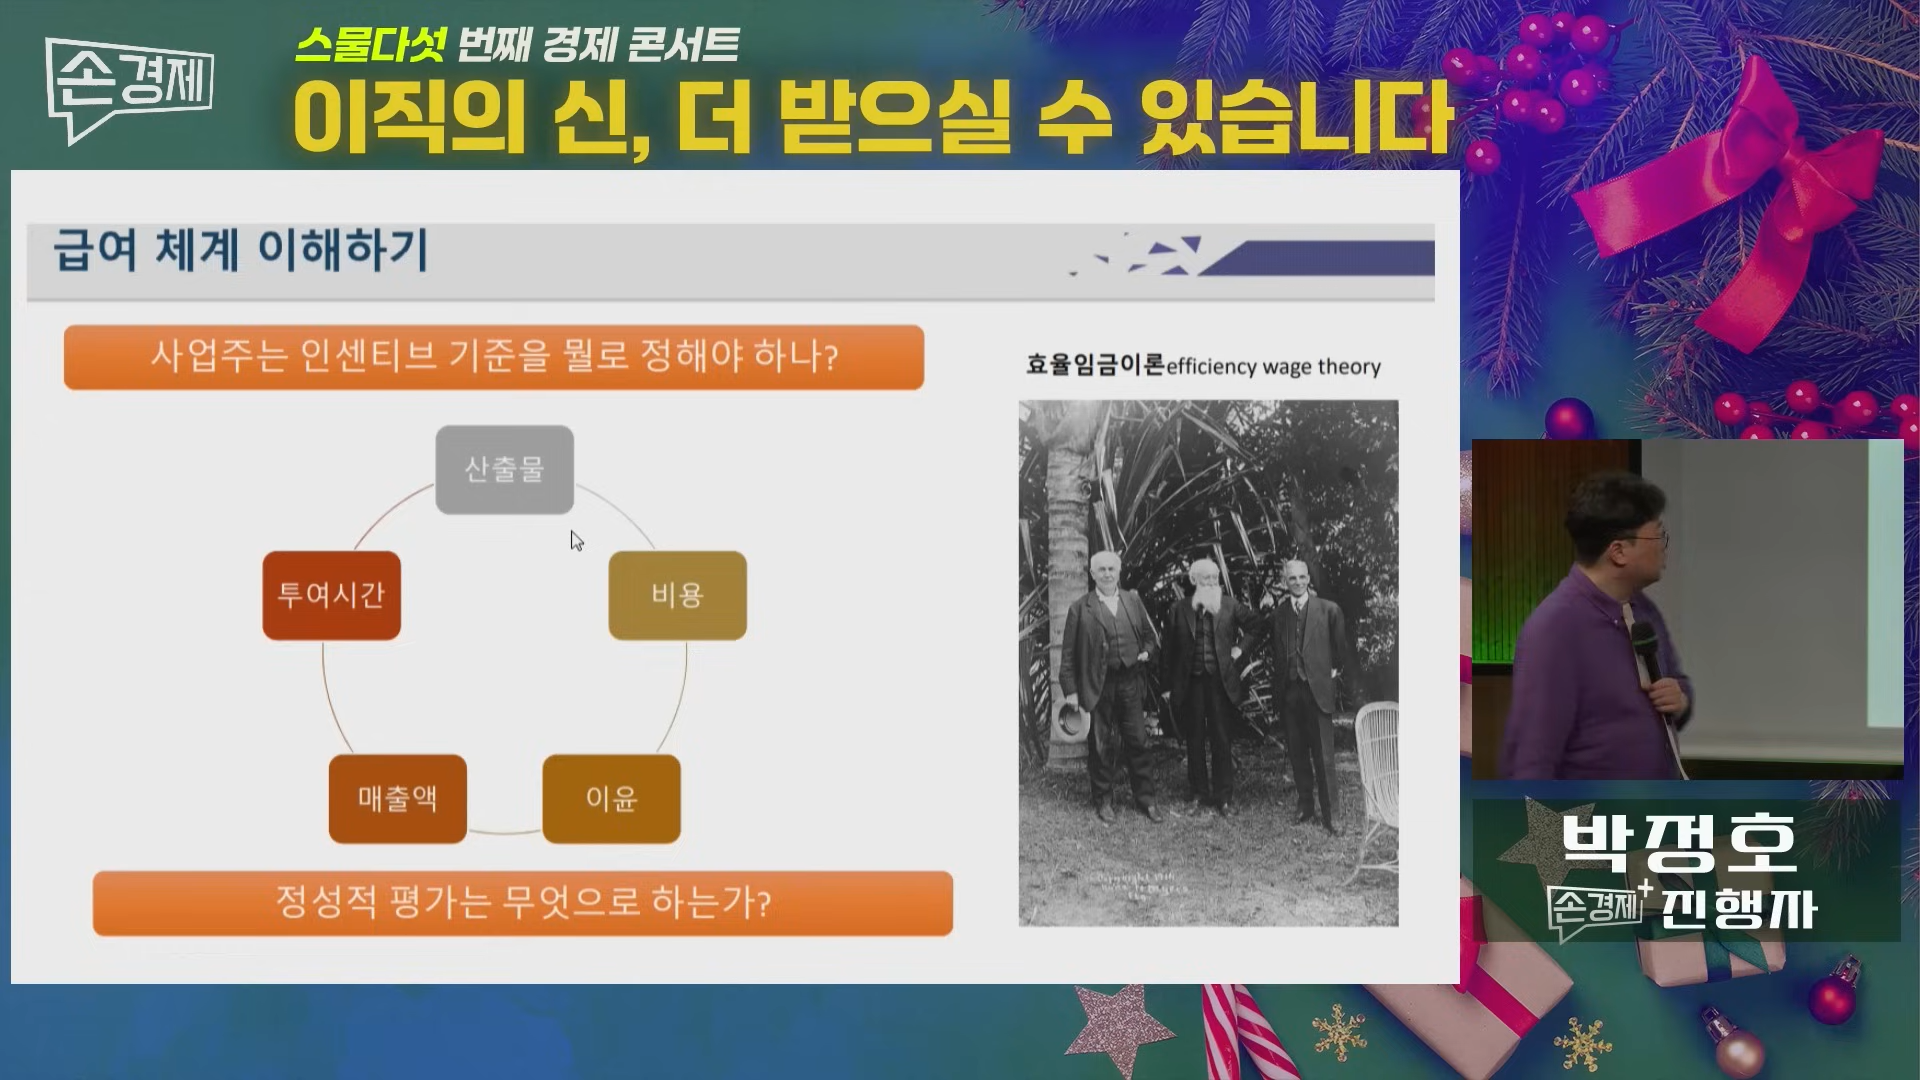 손경제
스물다섯 번째 경제 콘서트
이직의 신, 더 받으실 수 있습니다
급여 체계 이해하기
사업주는 인센티브 기준을 뭘로 정해야 하나?
효율임금이론efficiency wage theory
산출물
투여시간
비용
매출액
이윤
정성적 평가는 무엇으로 하는가?
박정호
손경제+ 진행자